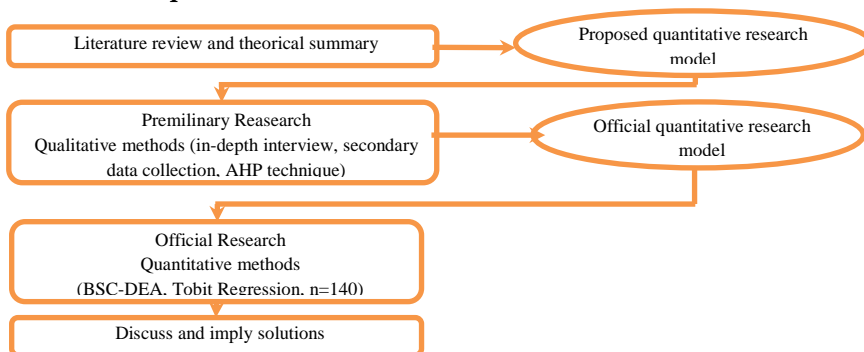 Literature review and theorical summary
Proposed quantitative research
model
Premilinary Reasearch
Qualitative methods (in-depth interview, secondary
data collection, AHP technique)
Official quantitative research
model
Official Research
Quantitative methods
(BSC-DEA, Tobit Regression, n=140)
Discuss and imply solutions